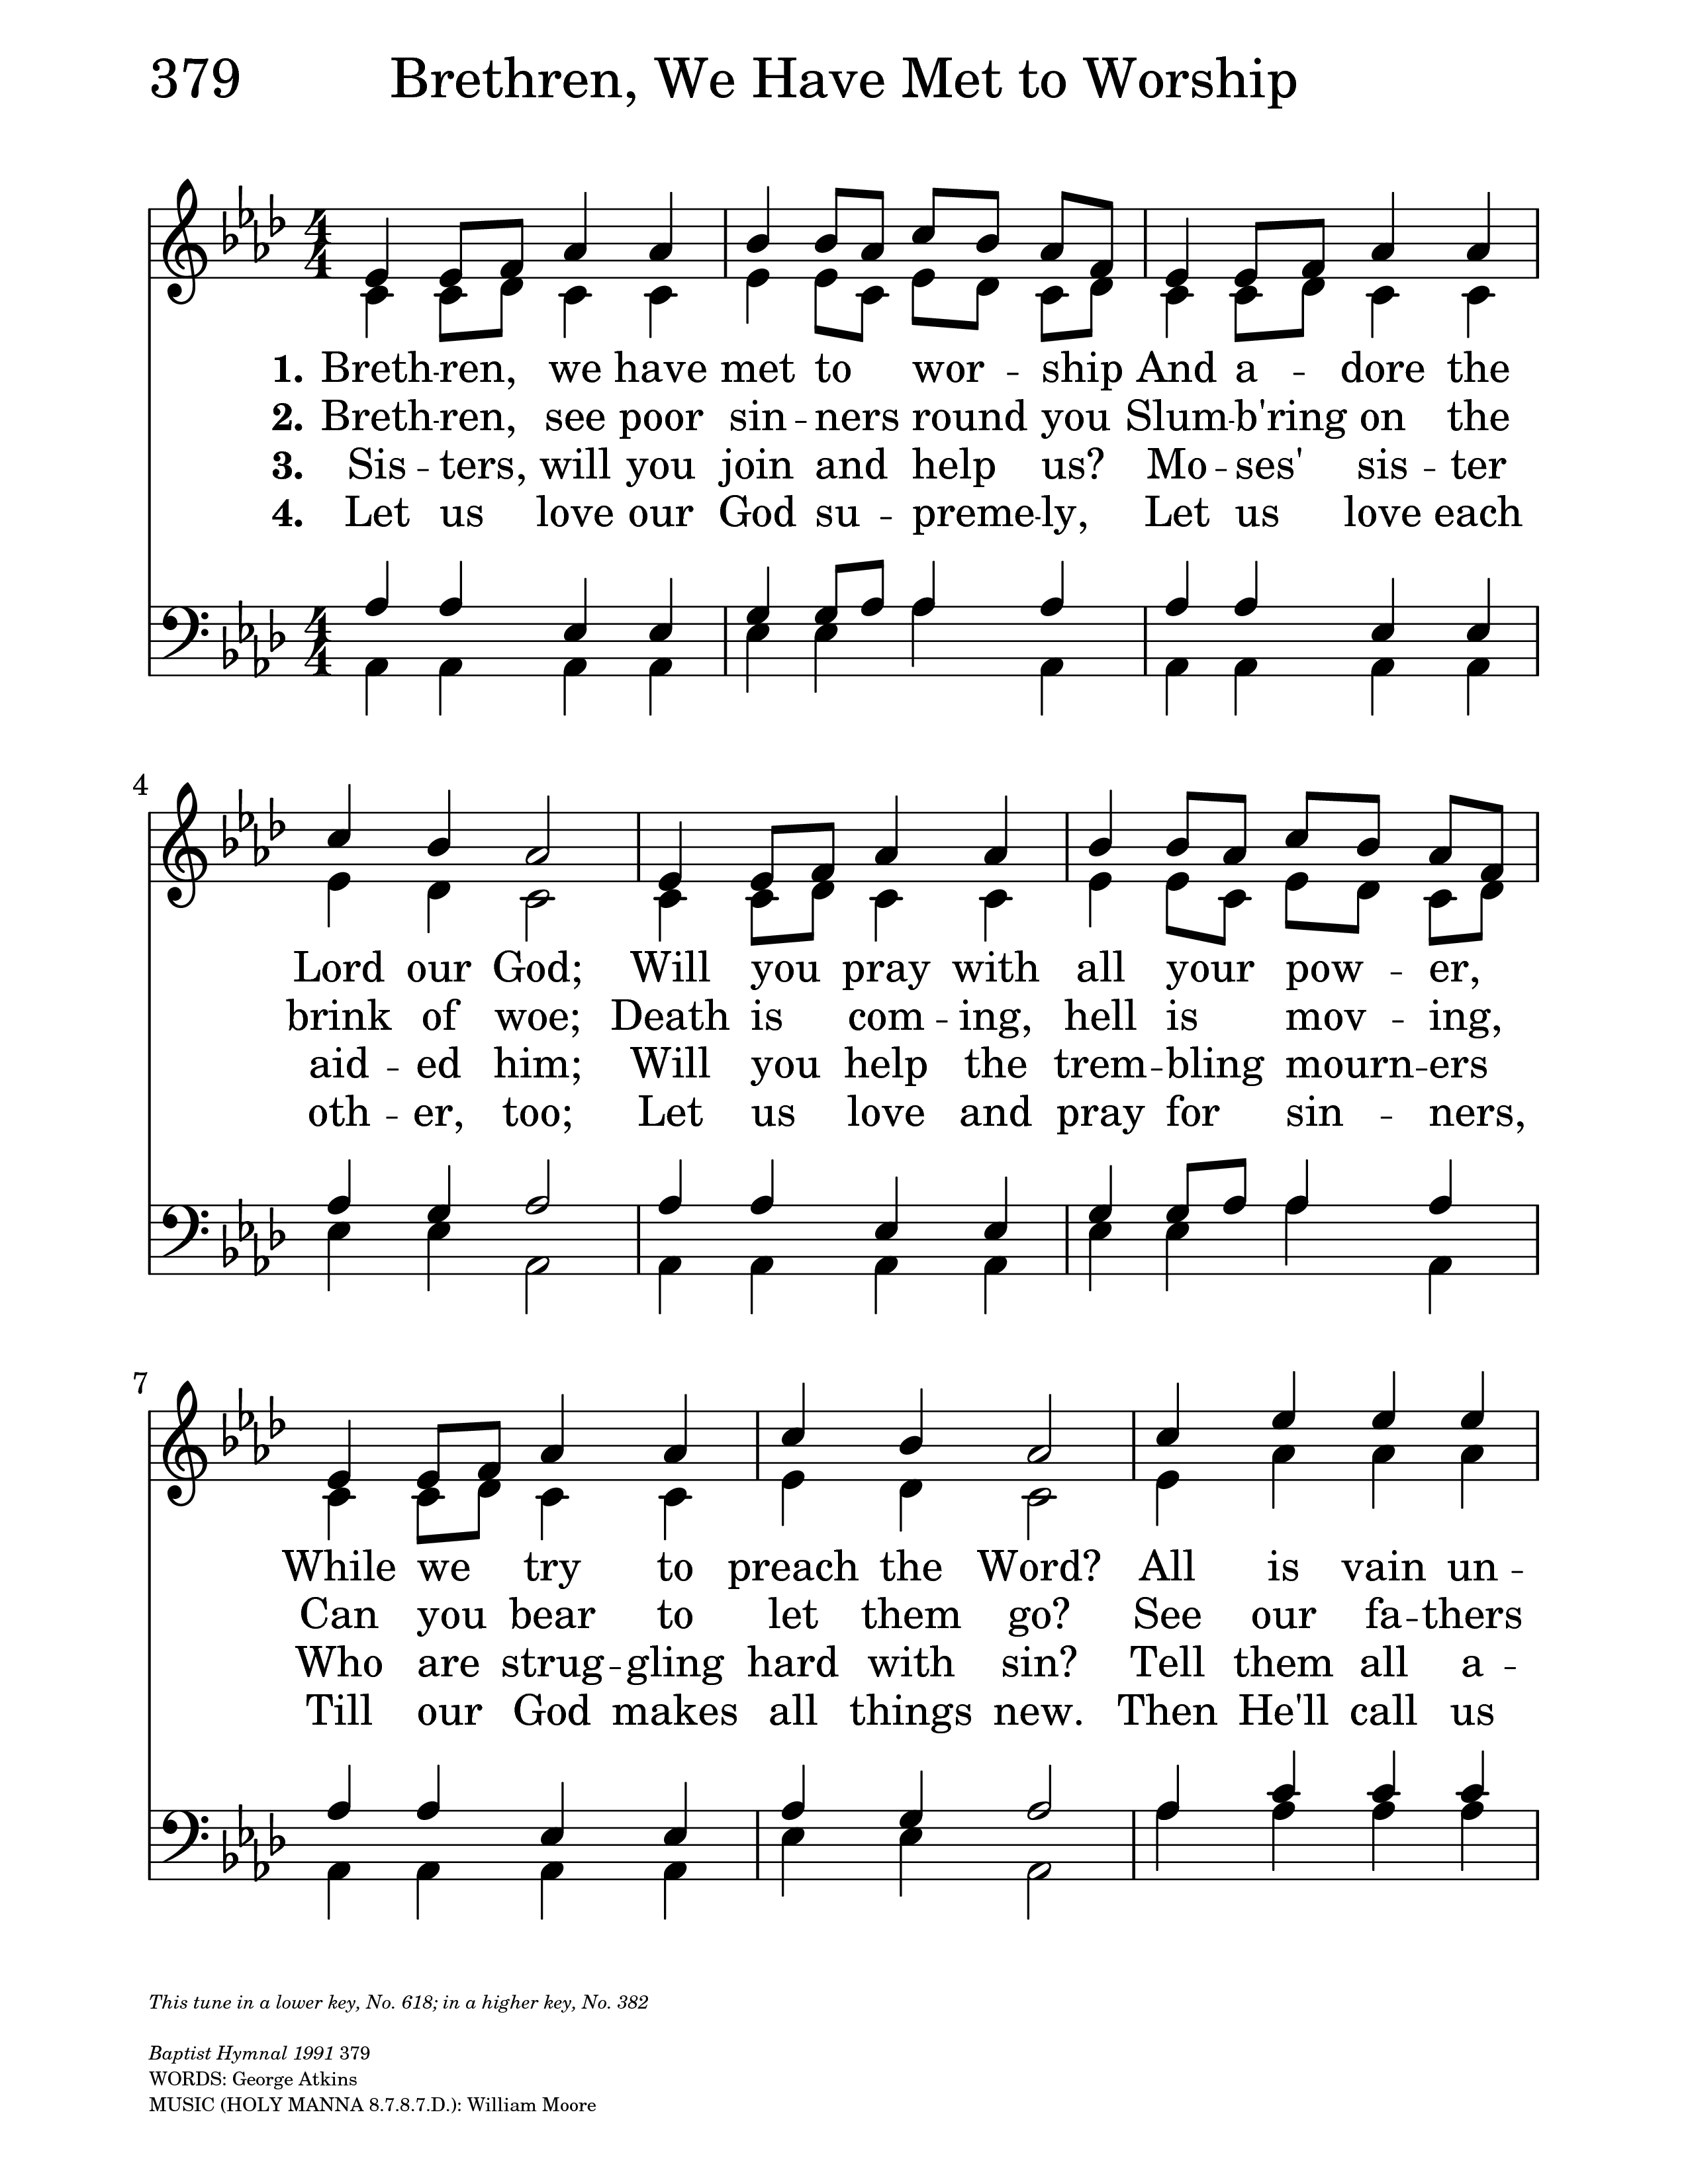 379 Brethren, We Have Met to Worship
4
4
1. Breth-ren, we have met to wor - ship And a - dore the
2. Breth-ren, see poor sin - ners round you Slum-b'ring on the
3. Sis - ters, will you join and help us? Mo - ses' sis - ter
4. Let us love our God su - preme-ly, Let us love each
4
4
4
Lord our God; Will you pray with all your pow - er,
brink of woe; Death is com - ing, hell is mov - ing,
aid - ed him; Will you help the trem - bling mourn - ers
oth - er, too; Let us love and pray for sin - ners,
7
While we try to preach the Word? All is vain un -
Can you bear to let them go? See our fa - thers
Who are strug - gling hard with sin? Tell them all a -
Till our God makes all things new. Then He'll call us
This tune in a lower key, No. 618; in a higher key, No. 382
Baptist Hymnal 1991 379
WORDS: George Atkins
MUSIC (HOLY MANNA 8.7.8.7.D.): William Moore